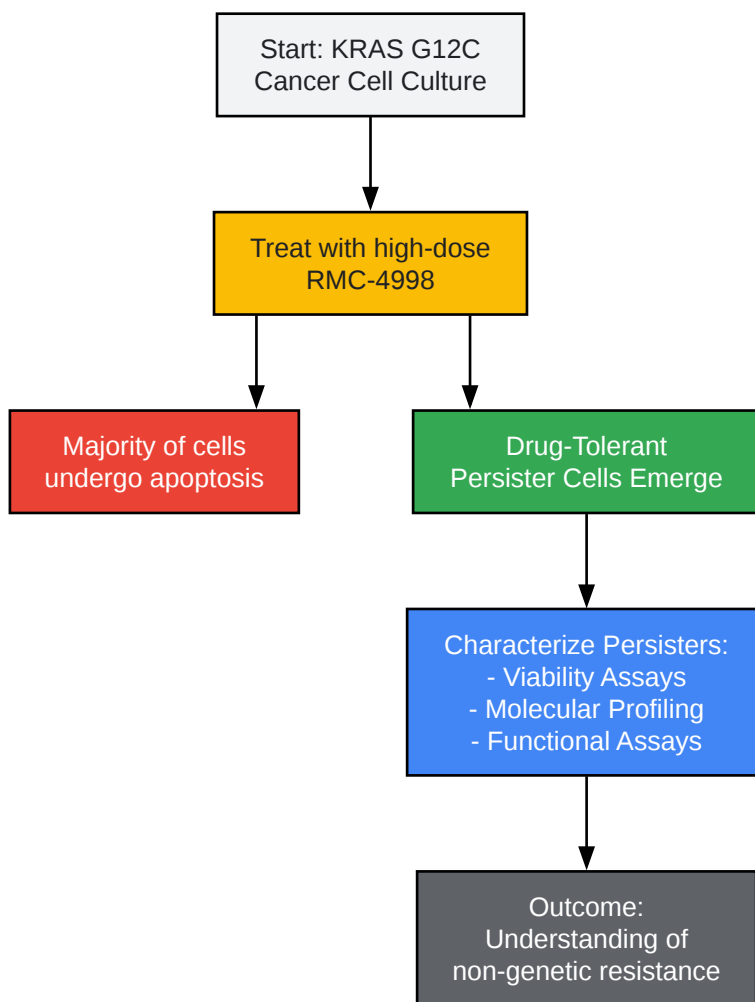 Start: KRAS G12C
Cancer Cell Culture
Treat with high-dose
RMC-4998
Majority of cells
undergo apoptosis
Drug-Tolerant
Persister Cells Emerge
Characterize Persisters:
- Viability Assays
- Molecular Profiling
- Functional Assays
Outcome:
Understanding of
non-genetic resistance